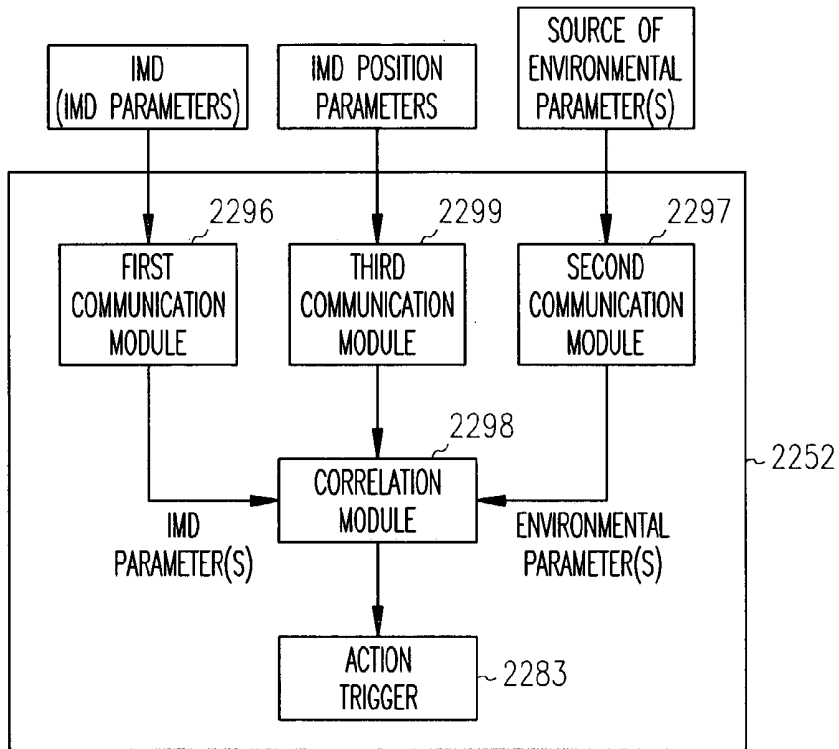 IMD
(IMD PARAMETERS)
IMD POSITION
PARAMETERS
SOURCE OF
ENVIRONMENTAL
PARAMETER(S)
2296
2299
2297
FIRST
COMMUNICATION
MODULE
THIRD
COMMUNICATION
MODULE
SECOND
COMMUNICATION
MODULE
2298
2252
CORRELATION
MODULE
IMD
PARAMETER(S)
ENVIRONMENTAL
PARAMETER(S)
ACTION
TRIGGER
2283